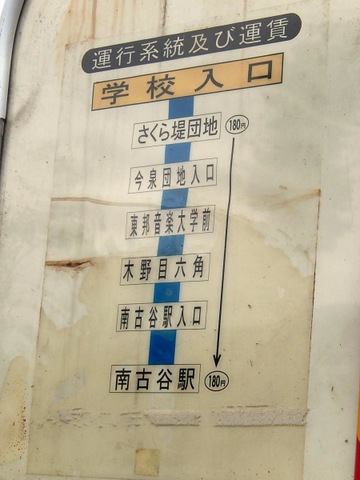 運行系統及び運賃
学校入口
さくら堤団地 180円
今泉団地入口
東邦音楽大学前
木野目六角
南古谷駅入口
南古谷駅 180円